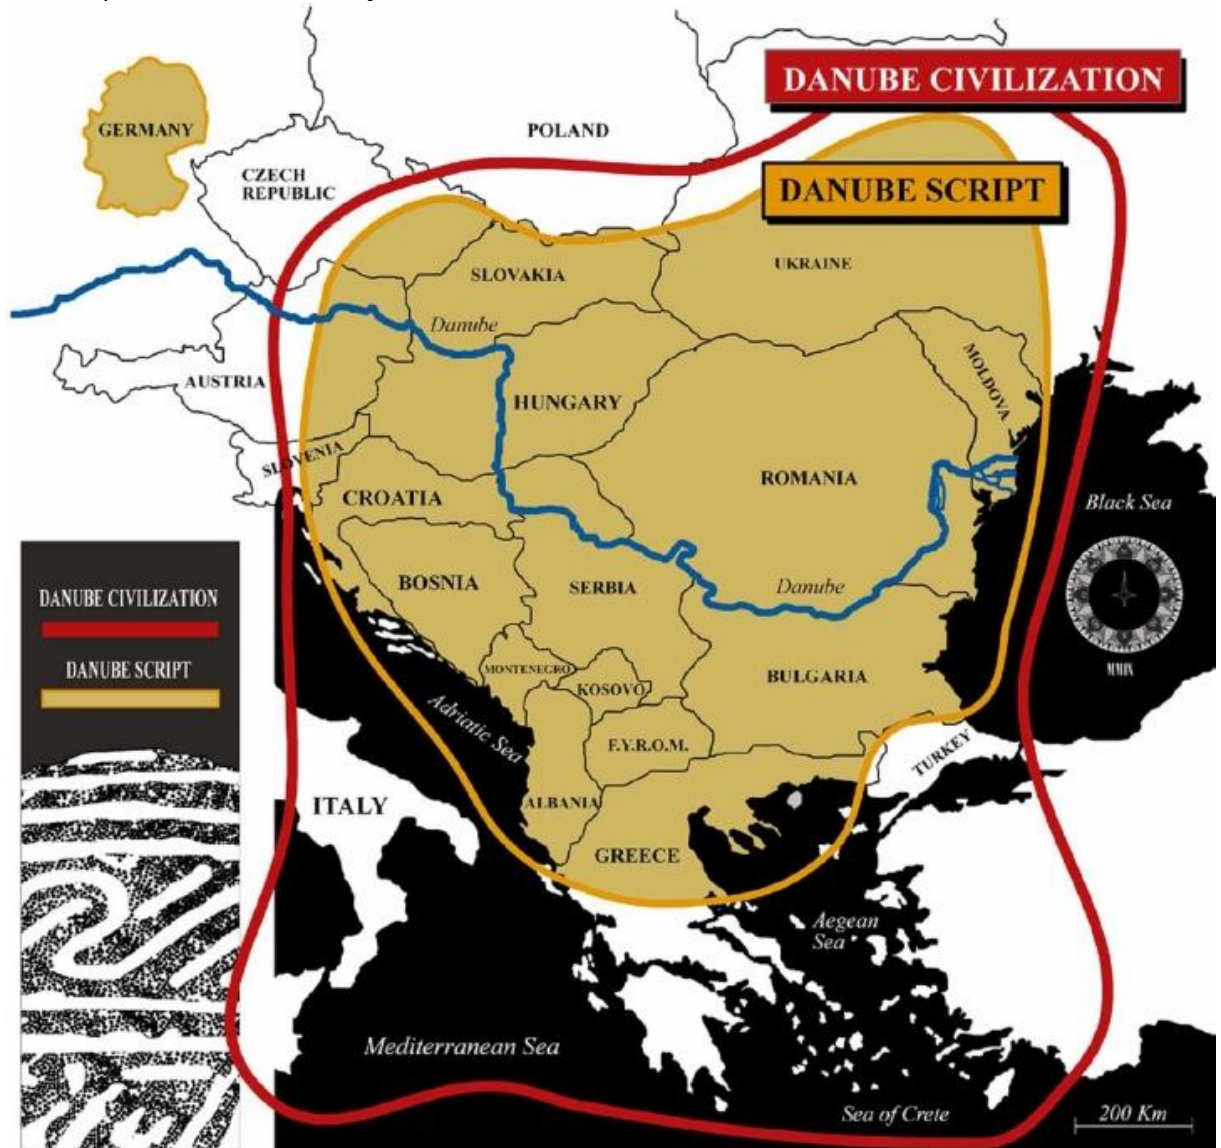 DANUBE CIVILIZATION
GERMANY
POLAND
CZECH
REPUBLIC
DANUBE SCRIPT
SLOVAKIA
UKRAINE
Danube
MOLDOVA
AUSTRIA
HUNGARY
SLOVENIA
CROATIA
ROMANIA
Black Sea
BOSNIA
SERBIA
Danube
DANUBE CIVILIZATION
DANUBE SCRIPT
MONTENEGRO
KOSOVO
BULGARIA
MMIX
Adriatic Sea
F.Y.R.O.M.
TURKEY
ITALY
ALBANIA
GREECE
Aegean
Sea
Mediterranean Sea
Sea of Crete
200 Km